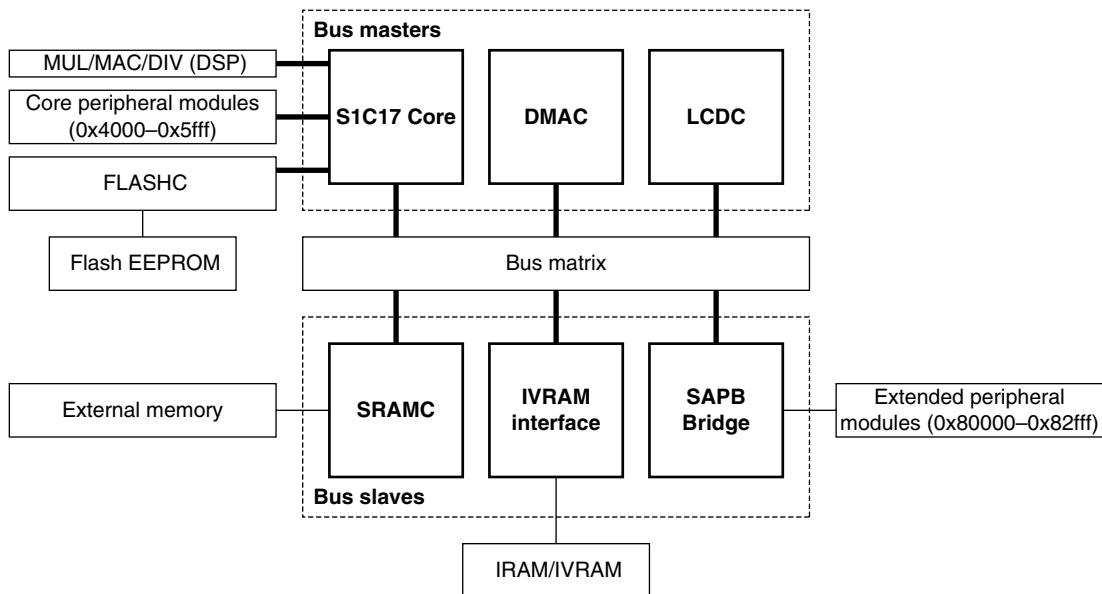 Bus masters
MUL/MAC/DIV (DSP)
Core peripheral modules
(0x4000–0x5fff)
FLASHC
Flash EEPROM
S1C17 Core
DMAC
LCDC
Bus matrix
External memory
SRAMC
IVRAM
interface
SAPB
Bridge
Extended peripheral
modules (0x80000–0x82fff)
Bus slaves
IRAM/IVRAM